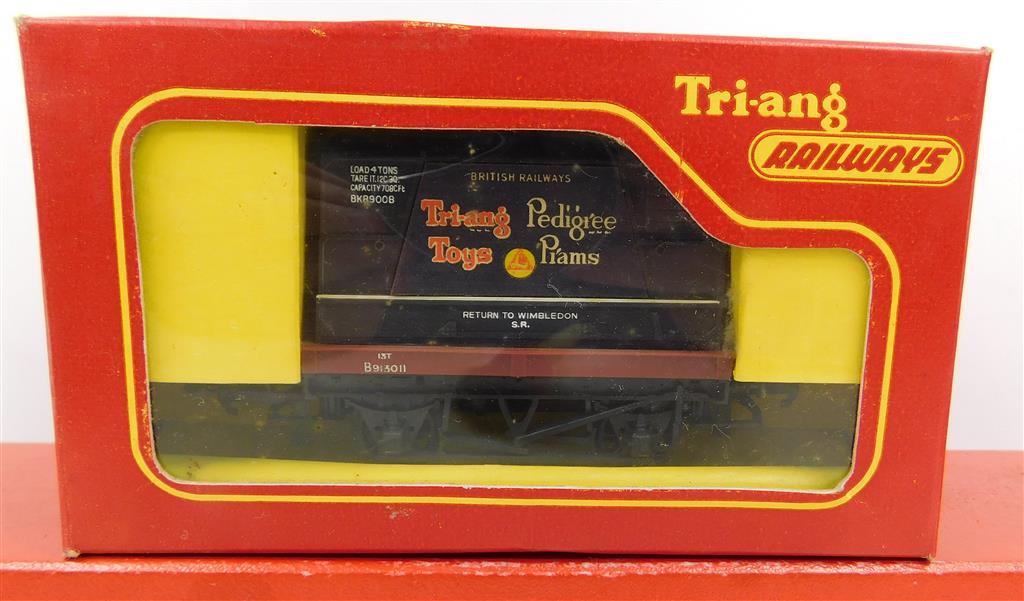 Tri-ang
RAILWAYS
LOAD 4 TONS
TARE 1T.12C.3Q.
CAPACITY 708CFt
BK8900B
BRITISH RAILWAYS
Tri-ang Pedigree
Toys Prams
RETURN TO WIMBLEDON
S.R.
13T
B913011